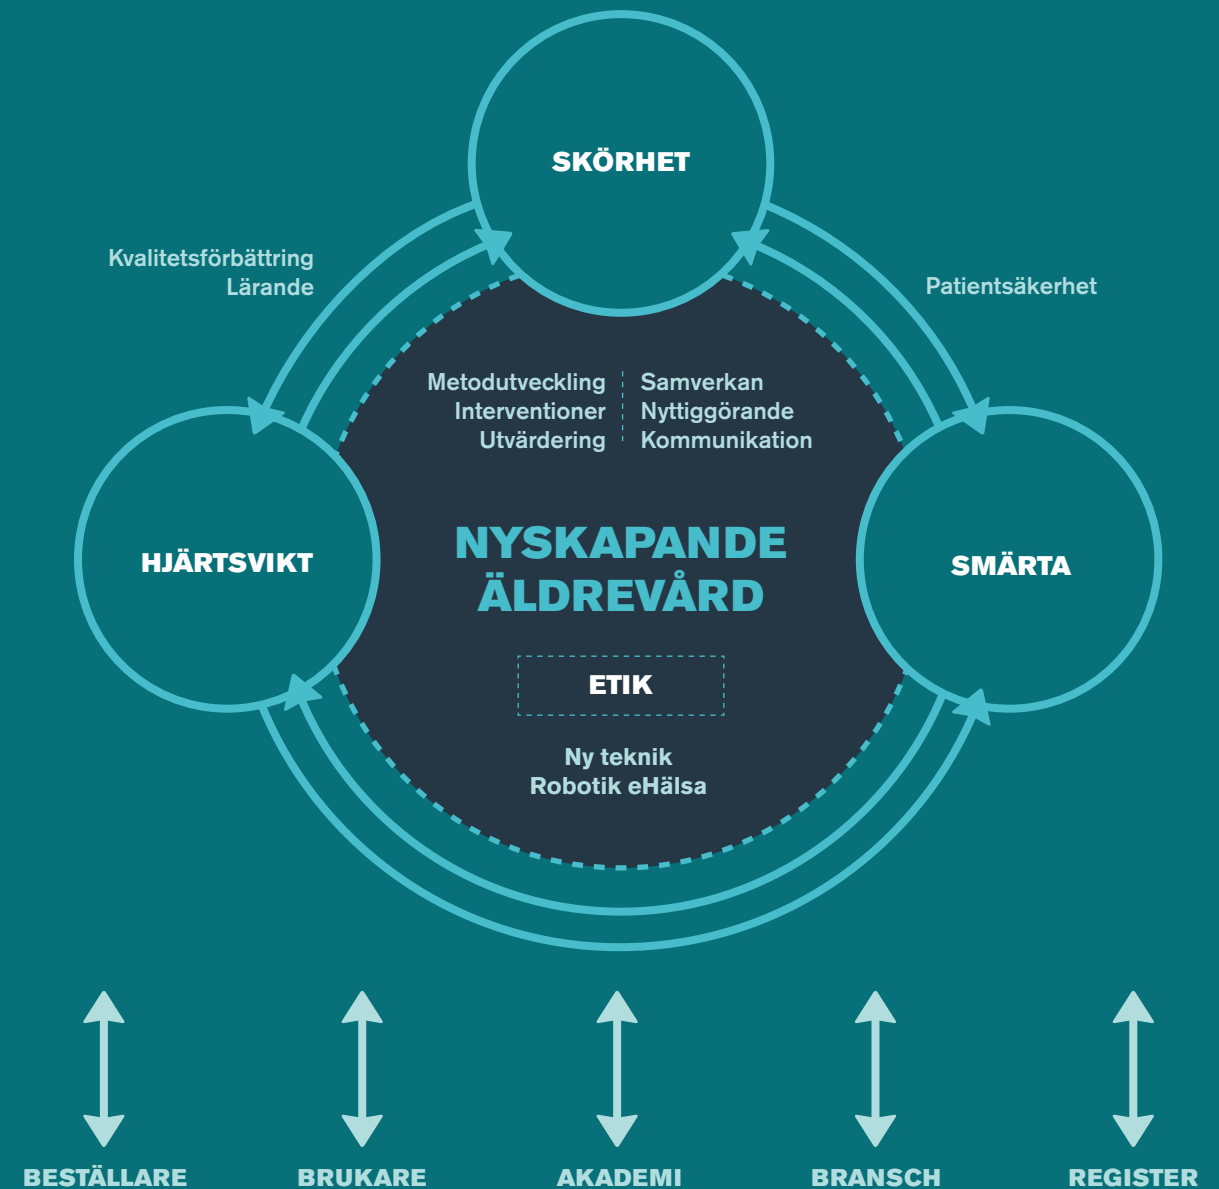 SKÖRHET
Kvalitetsförbättring
Lärande
Patientsäkerhet
Metodutveckling
Interventioner
Utvärdering
Samverkan
Nyttiggörande
Kommunikation
HJÄRTSVIKT
NYSKAPANDE
ÄLDREVÅRD
SMÄRTA
ETIK
Ny teknik
Robotik eHälsa
BESTÄLLARE
BRUKARE
AKADEMI
BRANSCH
REGISTER